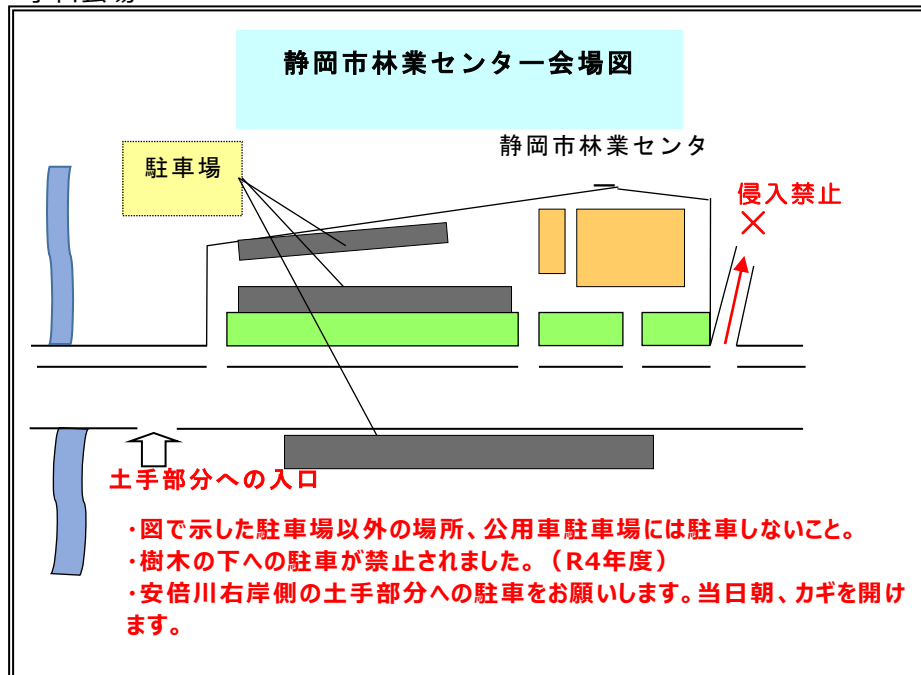 静岡市林業センター会場図
静岡市林業センタ
駐車場
侵入禁止
土手部分への入口
・図で示した駐車場以外の場所、公用車駐車場には駐車しないこと。
・樹木の下への駐車が禁止されました。（R4年度）
・安倍川右岸側の土手部分への駐車をお願いします。当日朝、カギを開け
ます。